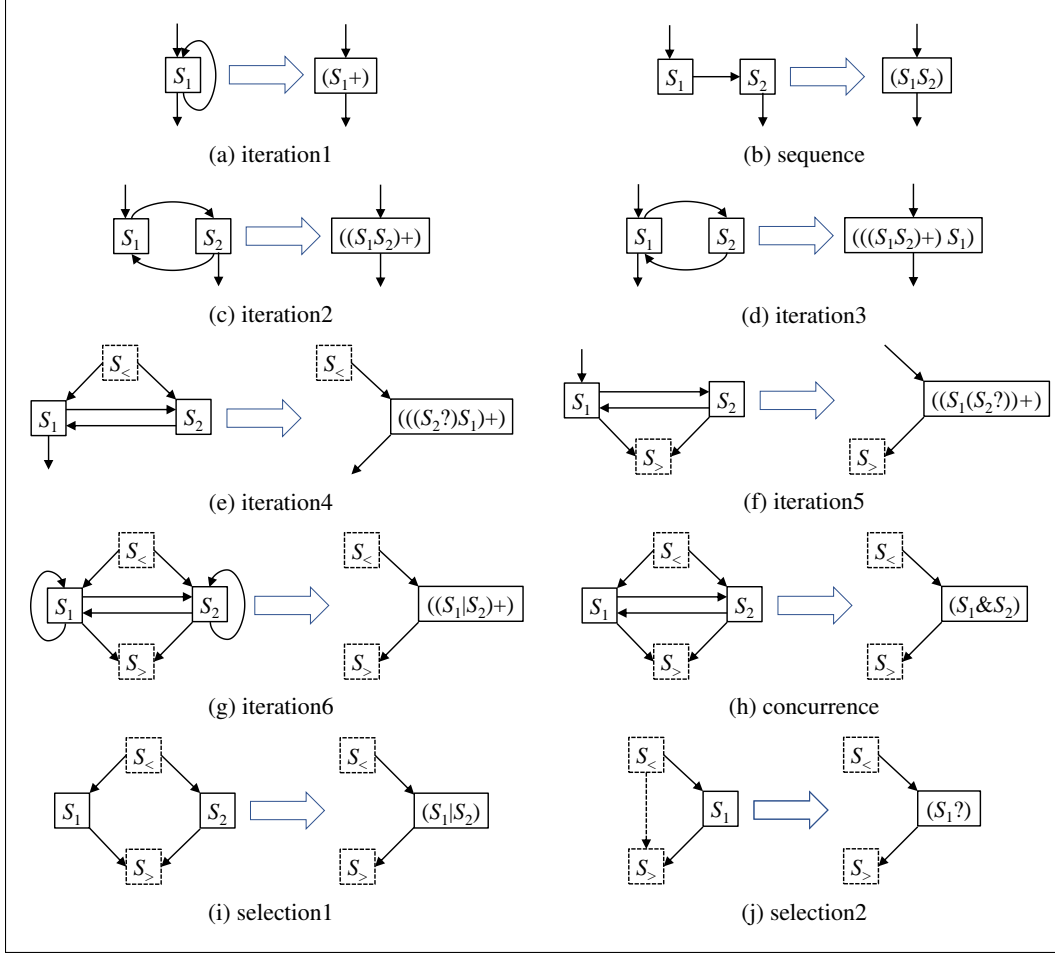 S₁ (S₁+)
(a) iteration1
S₁ S₂ (S₁S₂)
(b) sequence
S₁ S₂ ((S₁S₂)+)
(c) iteration2
S₁ S₂ (((S₁S₂)+) S₁)
(d) iteration3
S< S<
S₁ S₂ (((S₂?)S₁)+)
(e) iteration4
S₁ S₂ ((S₁(S₂?))+)
S> S>
(f) iteration5
S< S<
S₁ S₂ ((S₁|S₂)+)
S> S>
(g) iteration6
S< S<
S₁ S₂ (S₁&S₂)
S> S>
(h) concurrence
S< S<
S₁ S₂ (S₁|S₂)
S> S>
(i) selection1
S< S<
S₁ (S₁?)
S> S>
(j) selection2